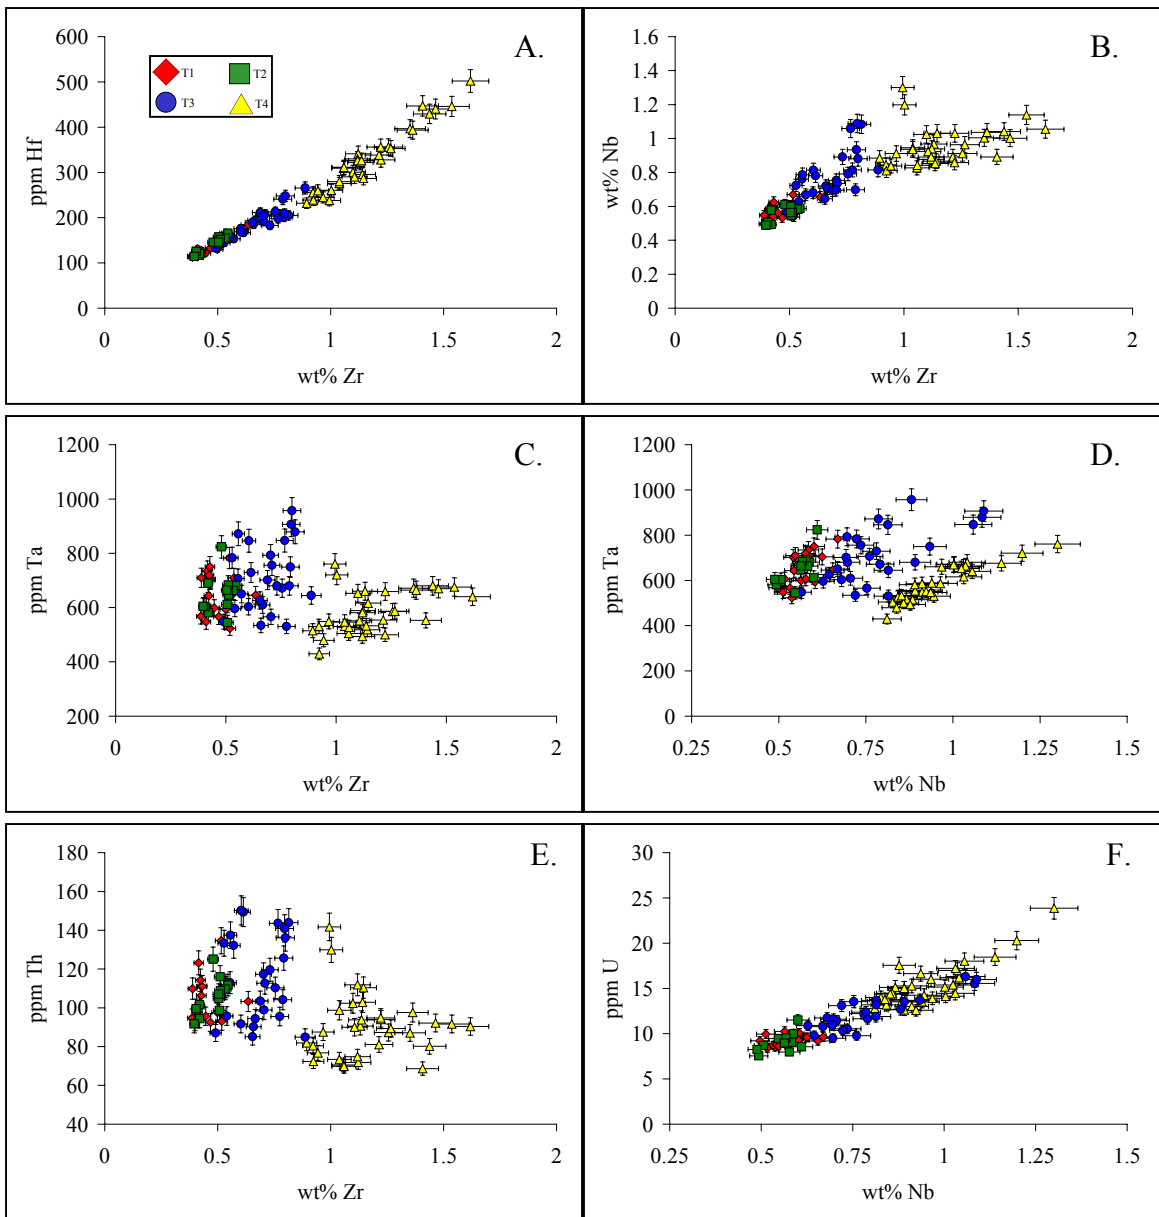 A.
600
500
400
300
200
100
0
ppm Hf
T1 T2
T3 T4
0 0.5 1 1.5 2
wt% Zr
B.
1.6
1.4
1.2
1
0.8
0.6
0.4
0.2
0
wt% Nb
0 0.5 1 1.5 2
wt% Zr
C.
1200
1000
800
600
400
200
ppm Ta
0 0.5 1 1.5 2
wt% Zr
D.
1200
1000
800
600
400
200
0
ppm Ta
0.25 0.5 0.75 1 1.25 1.5
wt% Nb
E.
180
160
140
120
100
80
60
40
ppm Th
0 0.5 1 1.5 2
wt% Zr
F.
30
25
20
15
10
5
0
ppm U
0.25 0.5 0.75 1 1.25 1.5
wt% Nb